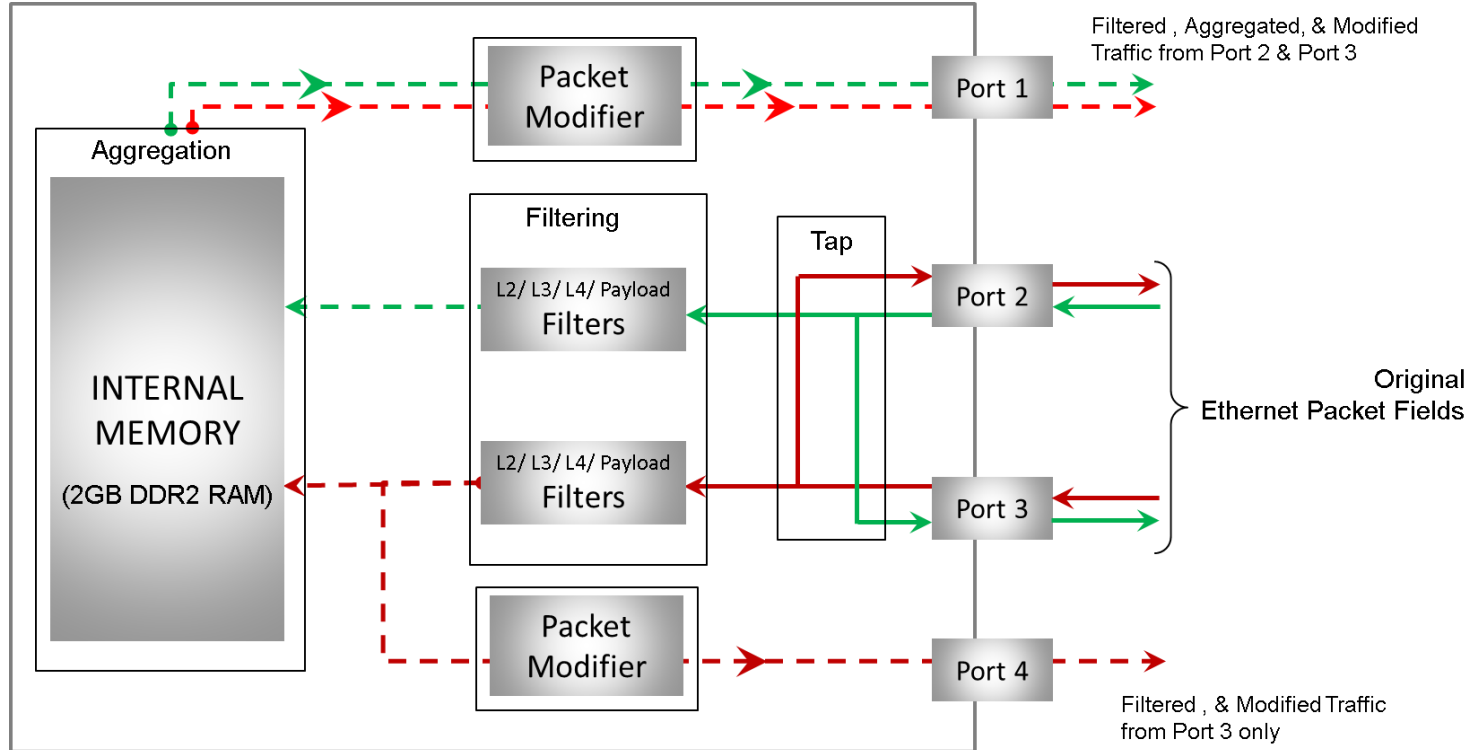 Filtered , Aggregated, & Modified
Traffic from Port 2 & Port 3
Packet
Modifier
Port 1
Aggregation
INTERNAL
MEMORY
(2GB DDR2 RAM)
Filtering
L2/ L3/ L4/ Payload
Filters
L2/ L3/ L4/ Payload
Filters
Tap
Port 2
Port 3
Original
Ethernet Packet Fields
Packet
Modifier
Port 4
Filtered , & Modified Traffic
from Port 3 only